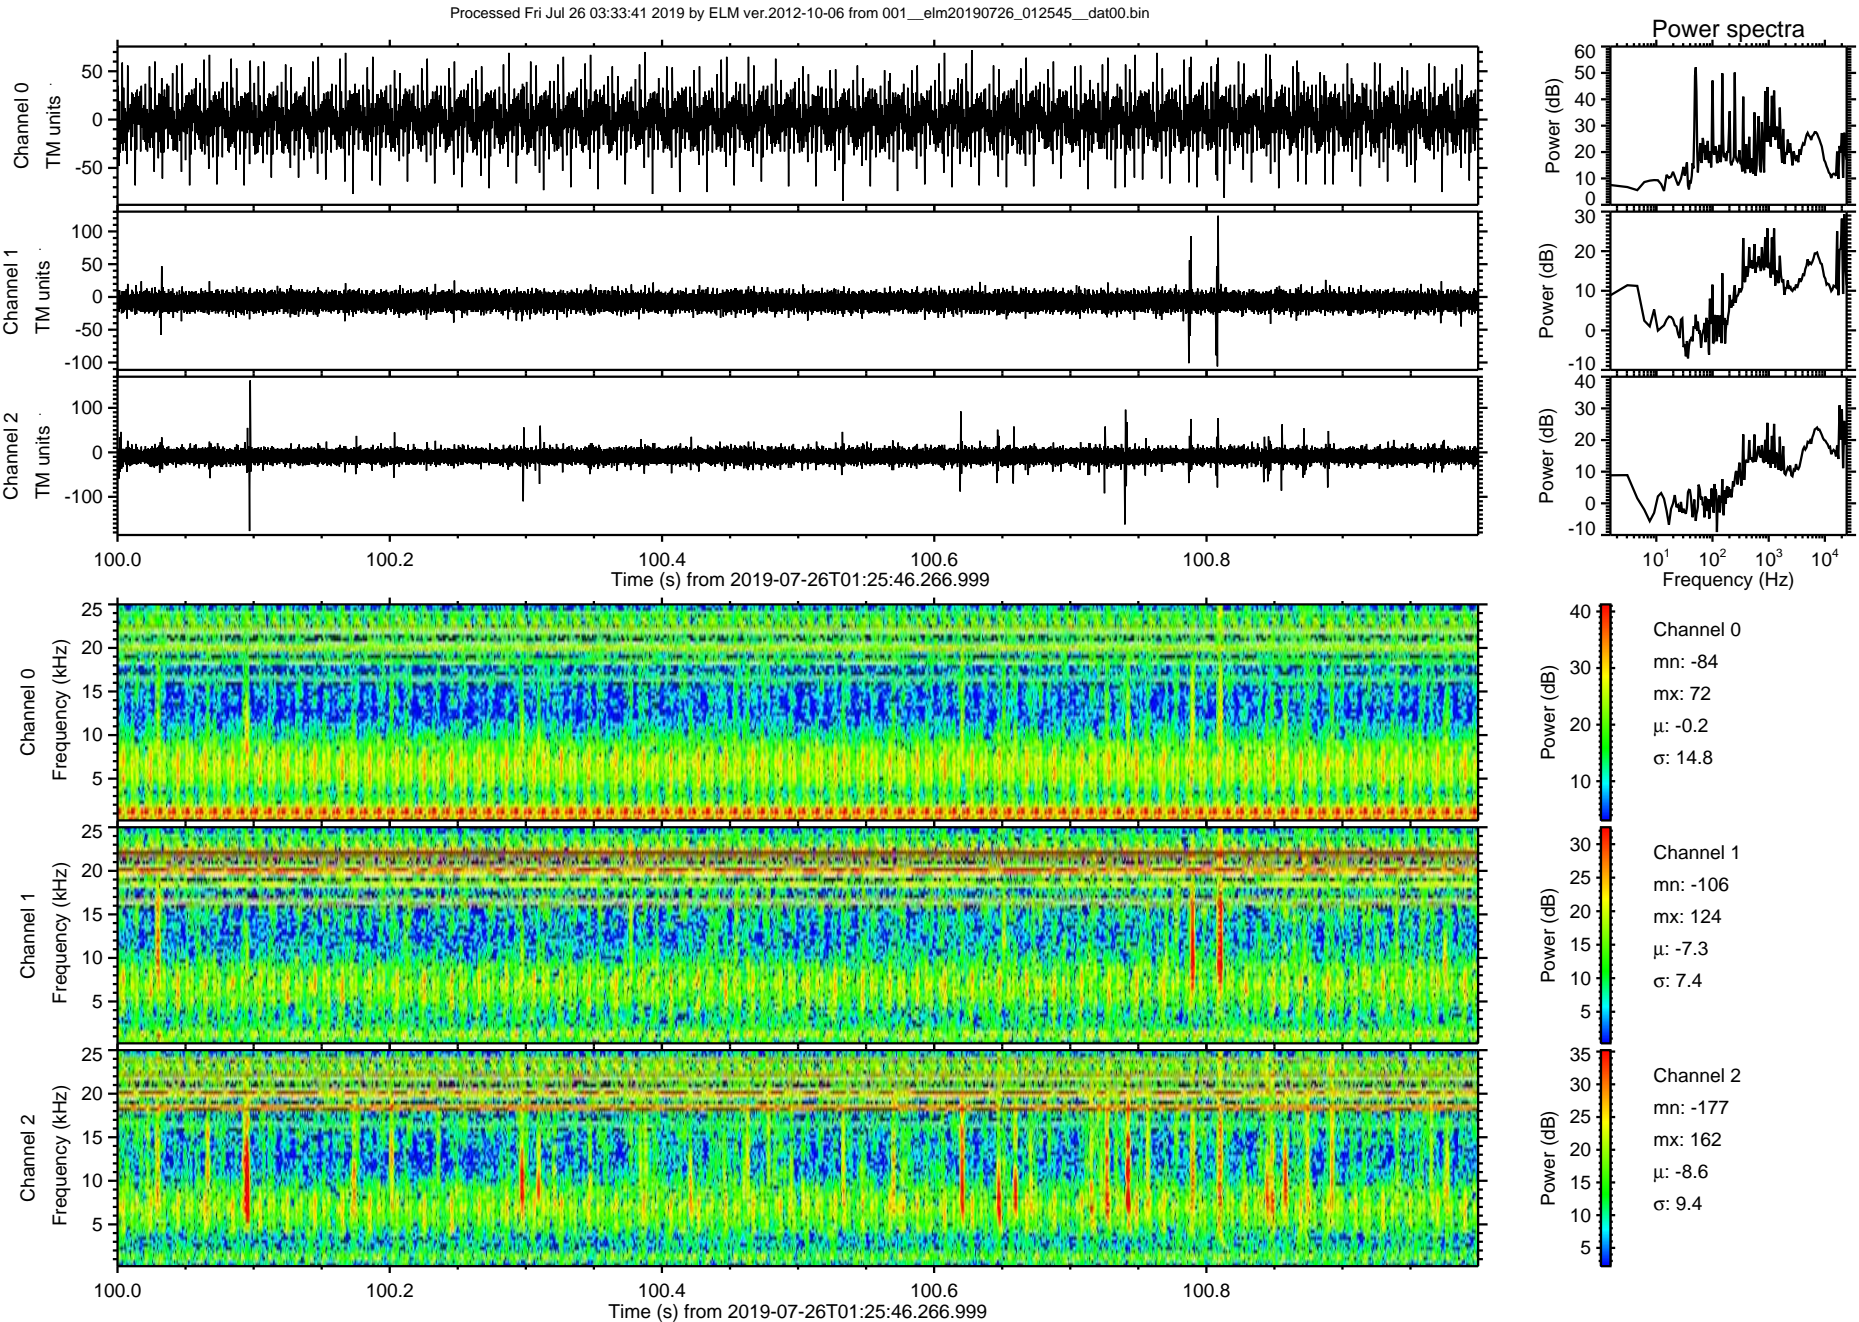 Processed Fri Jul 26 03:33:41 2019 by ELM ver.2012-10-06 from 001__elm20190726_012545__dat00.bin
Power spectra
Channel 0
TM units
50
0
-50
Power (dB)
60
50
40
30
20
10
0
Channel 1
TM units
100
50
0
-50
-100
Power (dB)
30
20
10
0
-10
Channel 2
TM units
100
0
-100
Power (dB)
40
30
20
10
0
-10
100.0 100.2 100.4 100.6 100.8
Time (s) from 2019-07-26T01:25:46.266.999
10¹ 10² 10³ 10⁴
Frequency (Hz)
Channel 0
Frequency (kHz)
25
20
15
10
5
Power (dB)
40
30
20
10
Channel 0
mn: -84
mx: 72
µ: -0.2
σ: 14.8
Channel 1
Frequency (kHz)
25
20
15
10
5
Power (dB)
30
25
20
15
10
5
Channel 1
mn: -106
mx: 124
µ: -7.3
σ: 7.4
Channel 2
Frequency (kHz)
25
20
15
10
5
Power (dB)
35
30
25
20
15
10
5
Channel 2
mn: -177
mx: 162
µ: -8.6
σ: 9.4
100.0 100.2 100.4 100.6 100.8
Time (s) from 2019-07-26T01:25:46.266.999